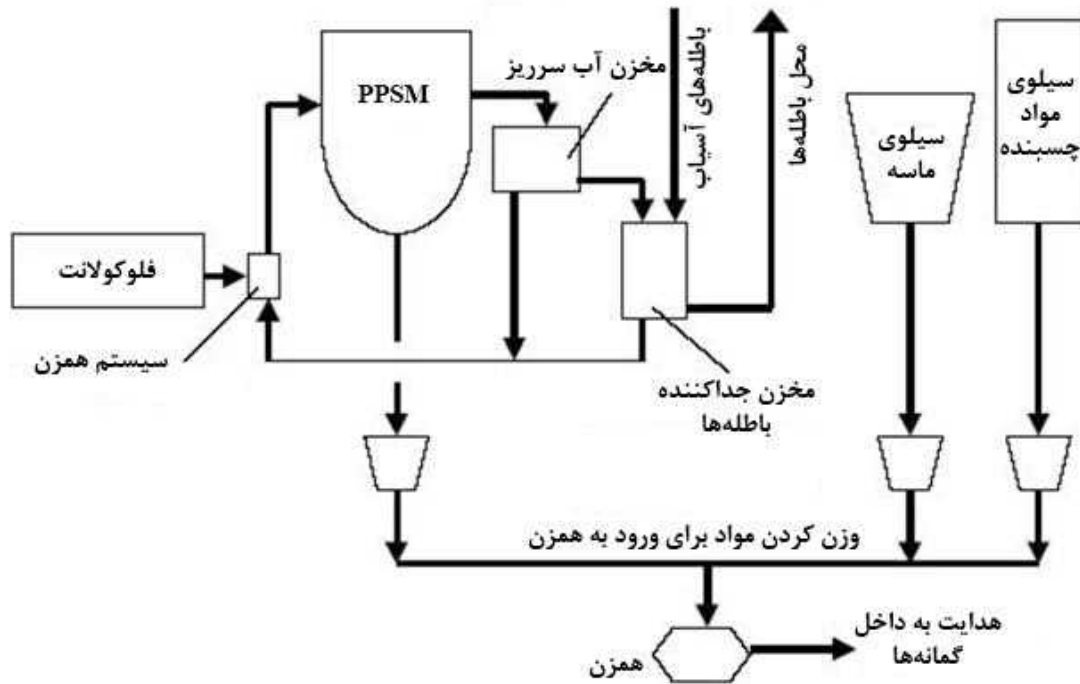 PPSM
مخزن آب سرریز
باطله‌های آسیاب
محل باطله‌ها
سیلوی
ماسه
سیلوی
مواد
چسبنده
فلوکولانت
سیستم همزن
مخزن جداکننده
باطله‌ها
وزن کردن مواد برای ورود به همزن
همزن
هدایت به داخل
گمانه‌ها